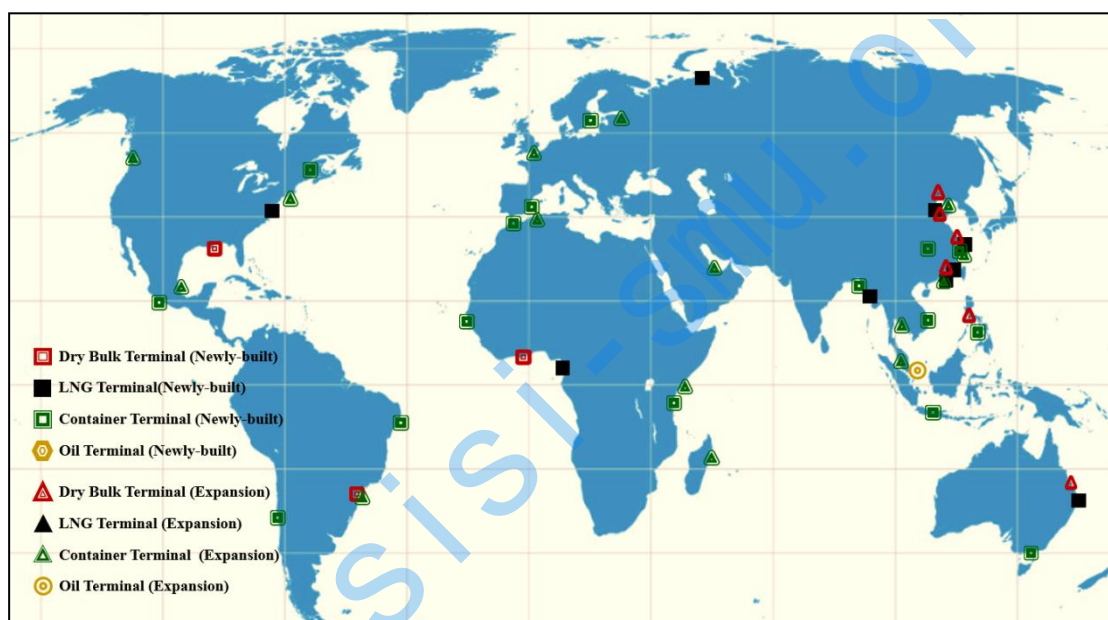 Dry Bulk Terminal (Newly-built)
LNG Terminal(Newly-built)
Container Terminal (Newly-built)
Oil Terminal (Newly-built)
Dry Bulk Terminal (Expansion)
LNG Terminal (Expansion)
Container Terminal (Expansion)
Oil Terminal (Expansion)
sisi-smu.or